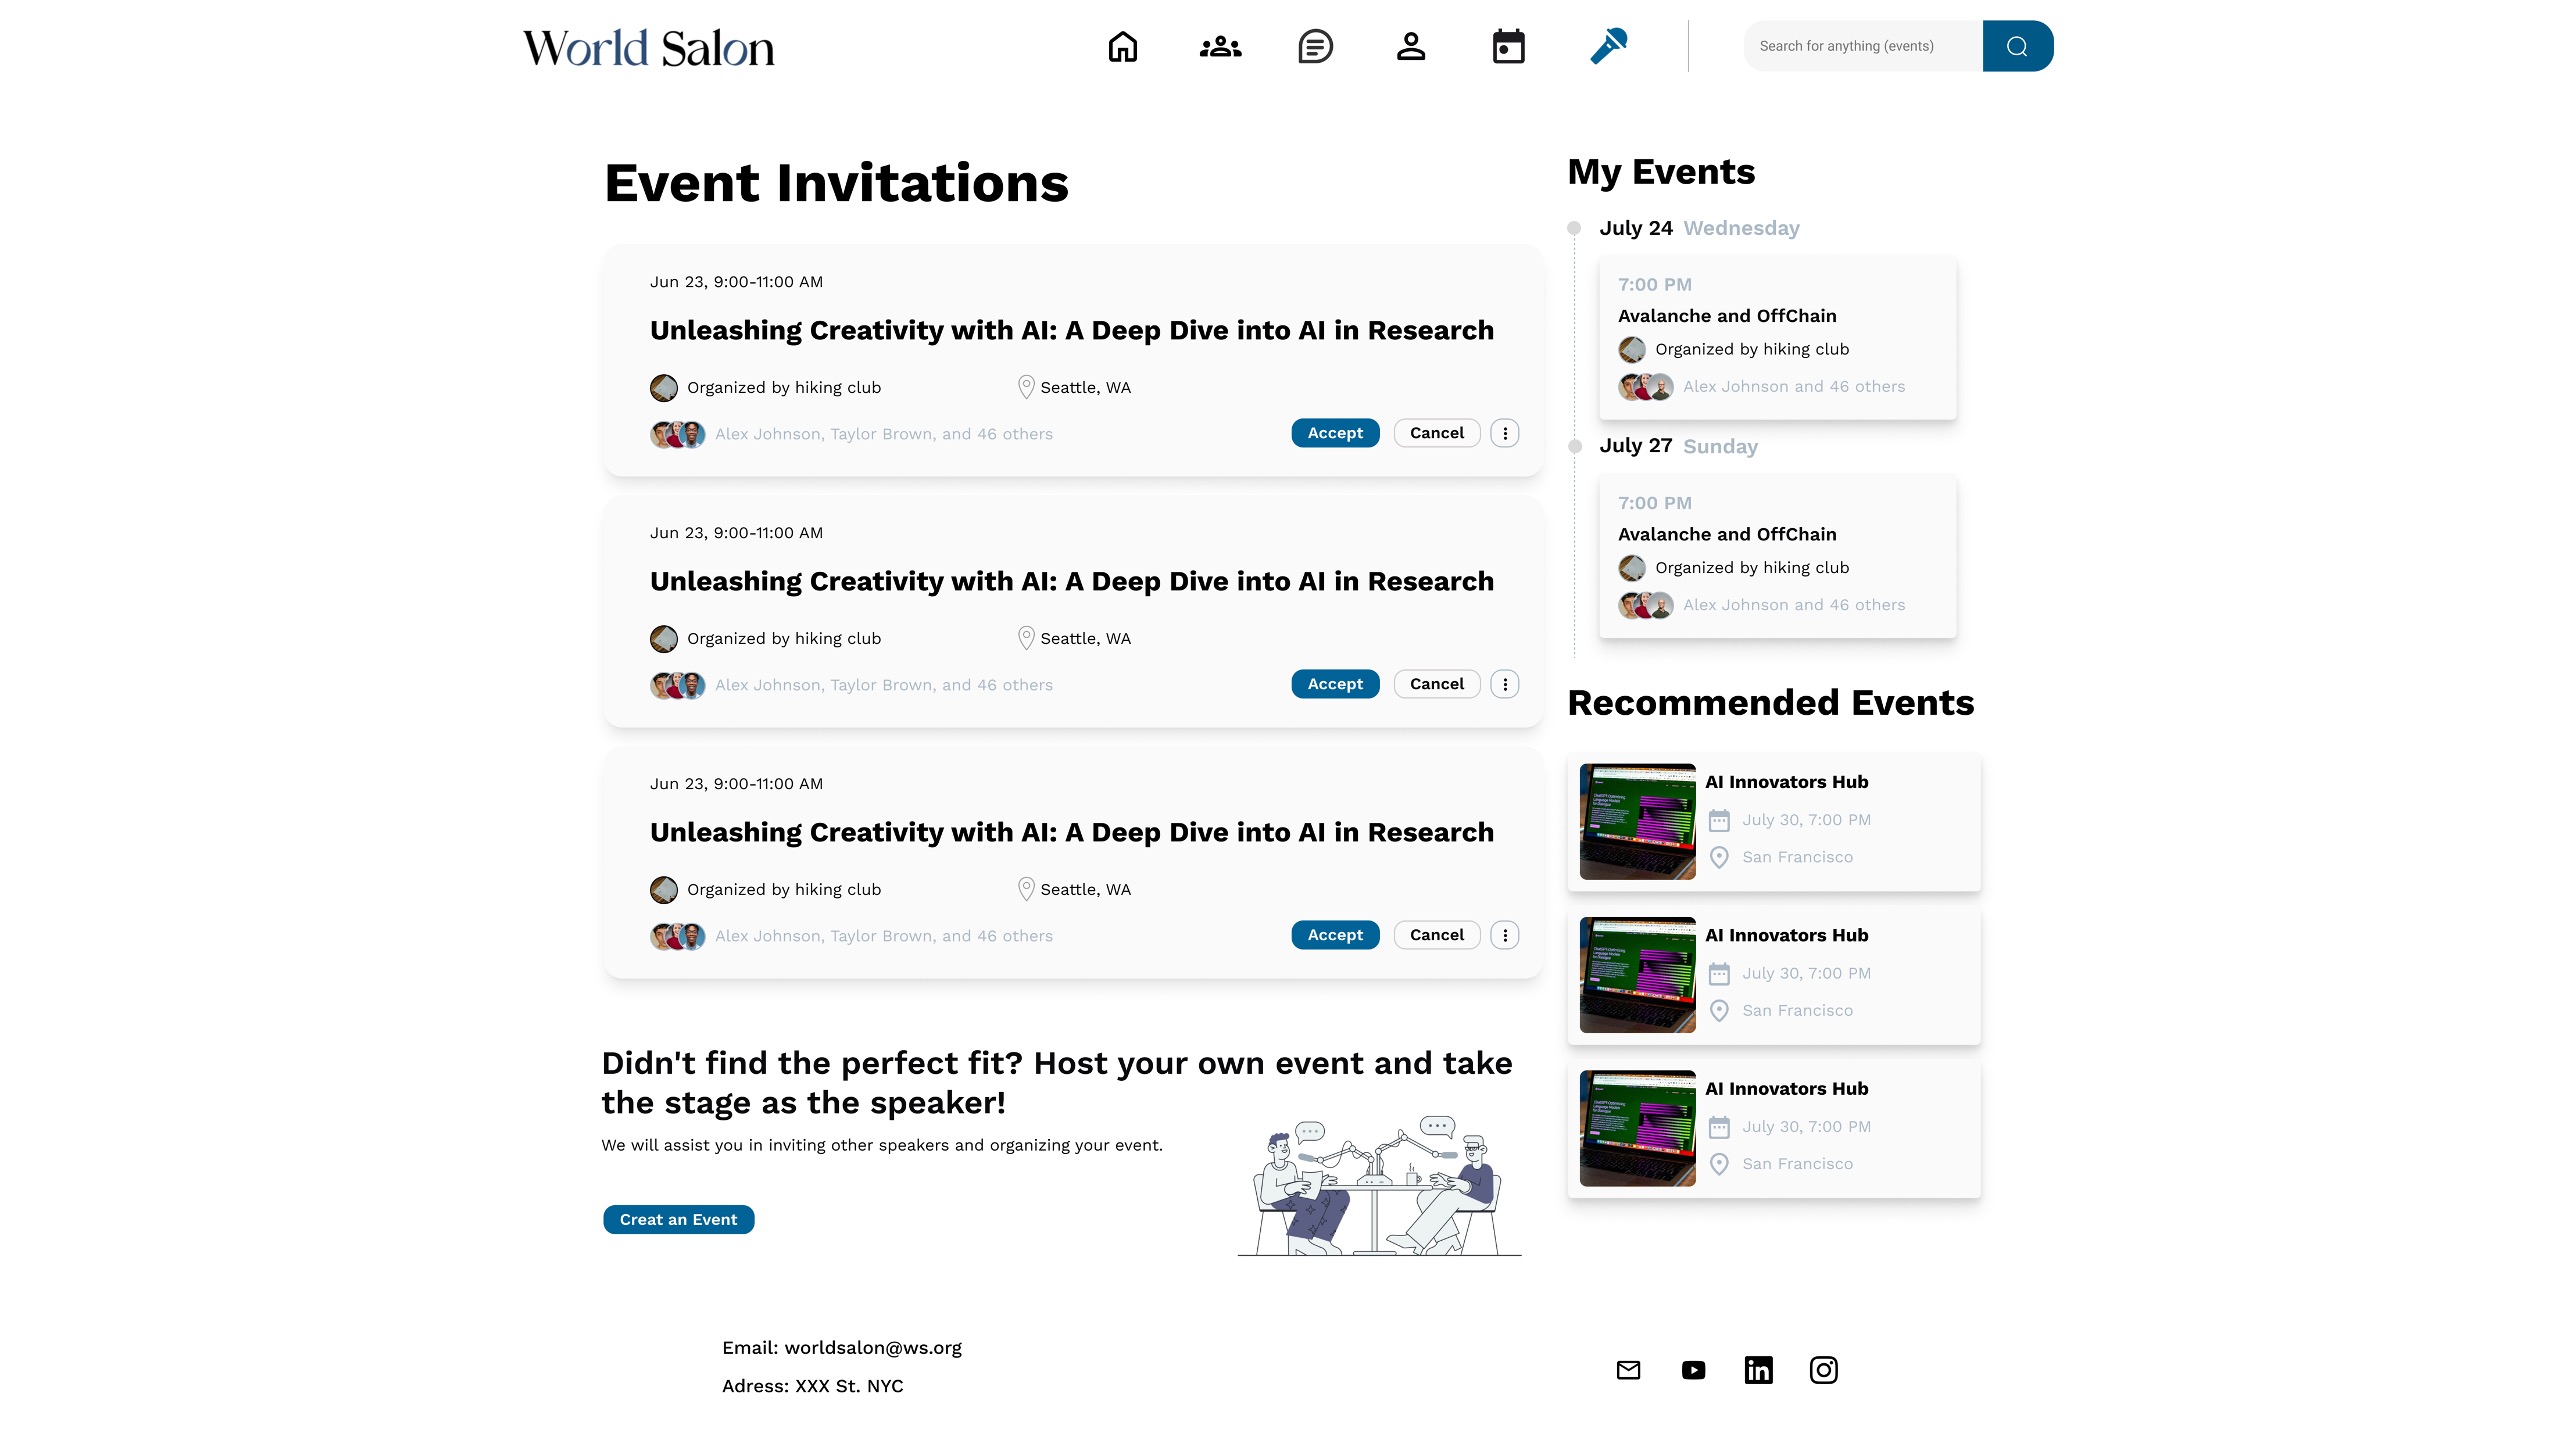 World Salon
Search for anything (events)
Event Invitations
Jun 23, 9:00-11:00 AM
Unleashing Creativity with AI: A Deep Dive into AI in Research
Organized by hiking club
Seattle, WA
Alex Johnson, Taylor Brown, and 46 others
Accept
Cancel
Jun 23, 9:00-11:00 AM
Unleashing Creativity with AI: A Deep Dive into AI in Research
Organized by hiking club
Seattle, WA
Alex Johnson, Taylor Brown, and 46 others
Accept
Cancel
Jun 23, 9:00-11:00 AM
Unleashing Creativity with AI: A Deep Dive into AI in Research
Organized by hiking club
Seattle, WA
Alex Johnson, Taylor Brown, and 46 others
Accept
Cancel
Didn't find the perfect fit? Host your own event and take
the stage as the speaker!
We will assist you in inviting other speakers and organizing your event.
Creat an Event
My Events
July 24 Wednesday
7:00 PM
Avalanche and OffChain
Organized by hiking club
Alex Johnson and 46 others
July 27 Sunday
7:00 PM
Avalanche and OffChain
Organized by hiking club
Alex Johnson and 46 others
Recommended Events
AI Innovators Hub
July 30, 7:00 PM
San Francisco
AI Innovators Hub
July 30, 7:00 PM
San Francisco
AI Innovators Hub
July 30, 7:00 PM
San Francisco
Email: worldsalon@ws.org
Adress: XXX St. NYC
in